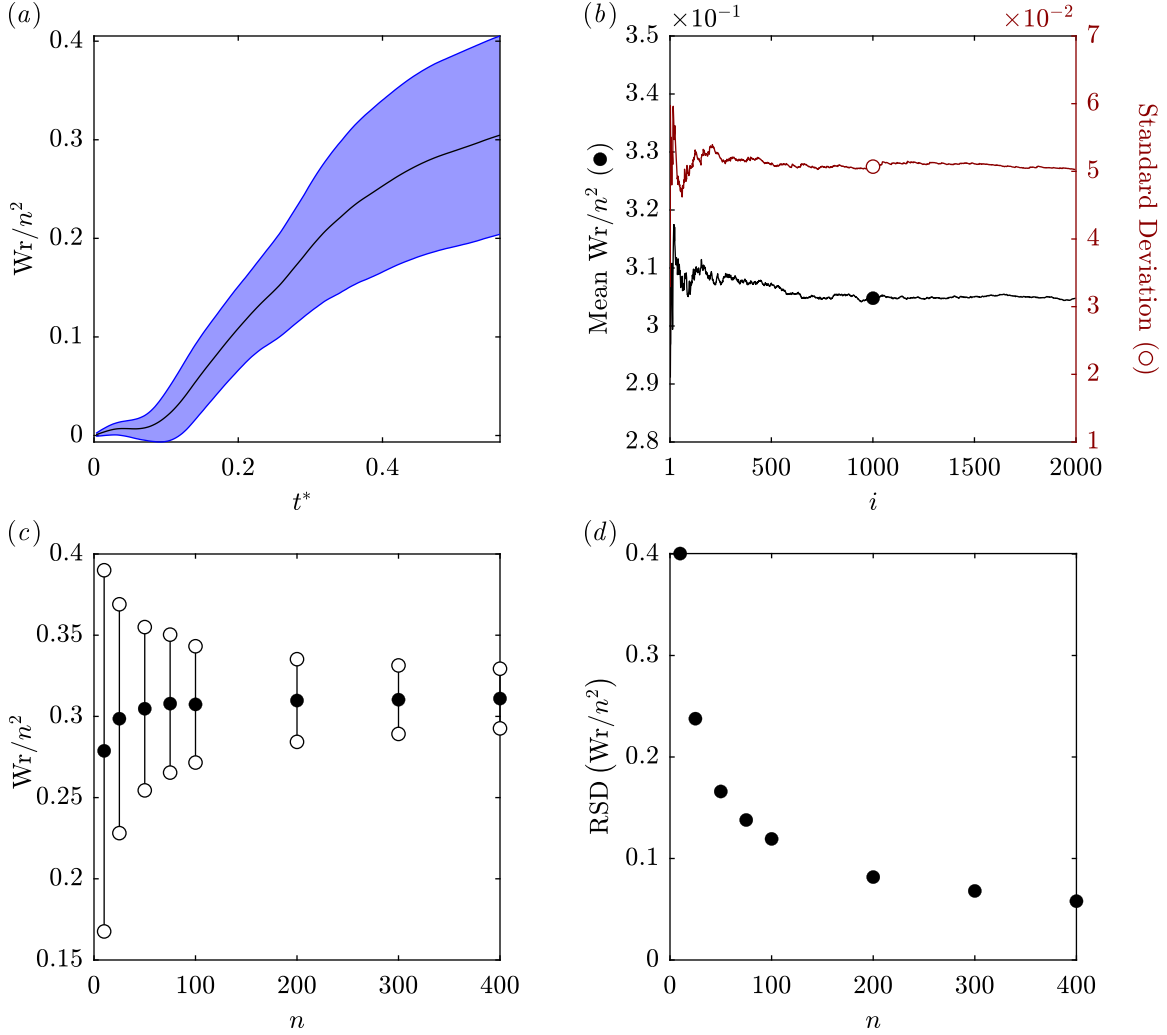 (a)
0.4
0.3
0.2
0.1
0
Wr/n²
0 0.2 0.4
t*
(b)
×10⁻¹ ×10⁻²
3.5
3.4
3.3
3.2
3.1
3
2.9
2.8
Mean Wr/n² (●)
7
6
5
4
3
2
1
Standard Deviation (○)
1 500 1000 1500 2000
i
(c)
0.4
0.35
0.3
0.25
0.2
0.15
Wr/n²
0 100 200 300 400
n
(d)
0.4
0.3
0.2
0.1
0
RSD (Wr/n²)
0 100 200 300 400
n